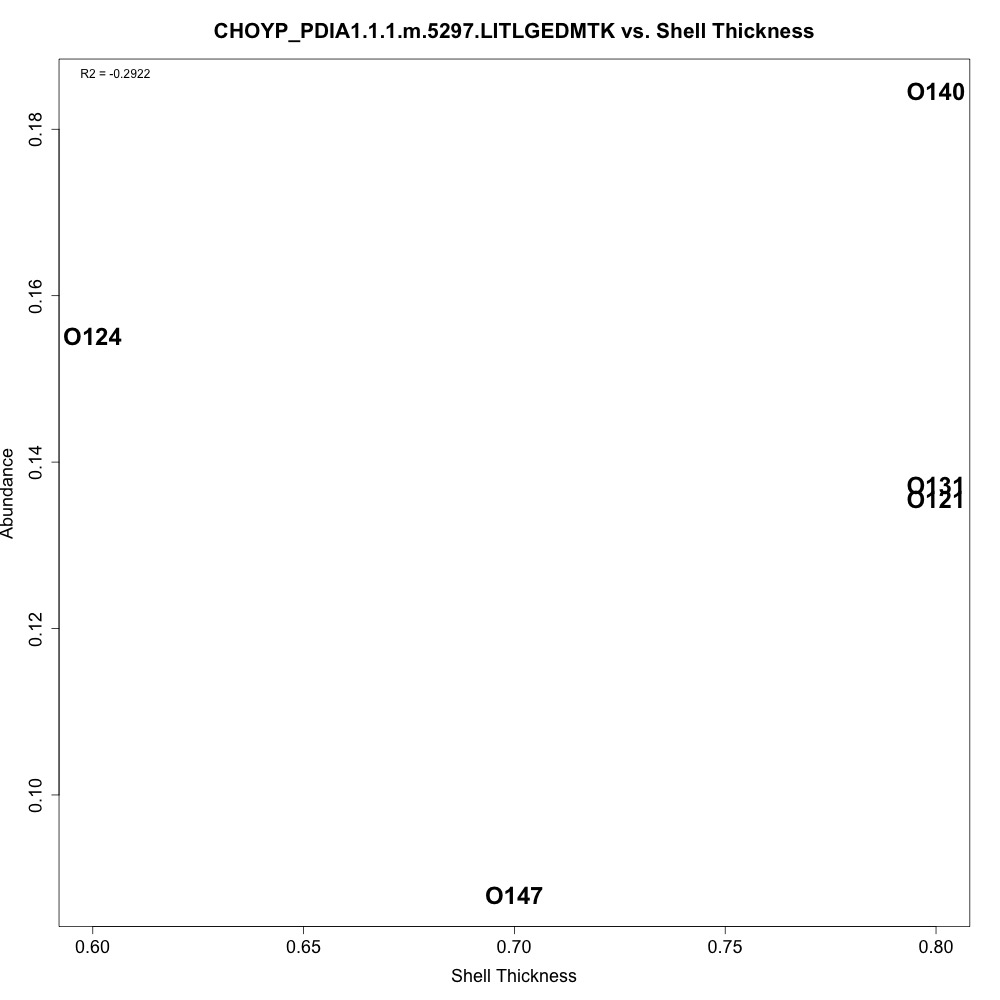 CHOYP_PDIA1.1.1.m.5297.LITLGEDMTK vs. Shell Thickness
R2 = -0.2922
O140
0.18
0.16
O124
0.14
Abundance
O131
O121
0.12
0.10
O147
0.60 0.65 0.70 0.75 0.80
Shell Thickness